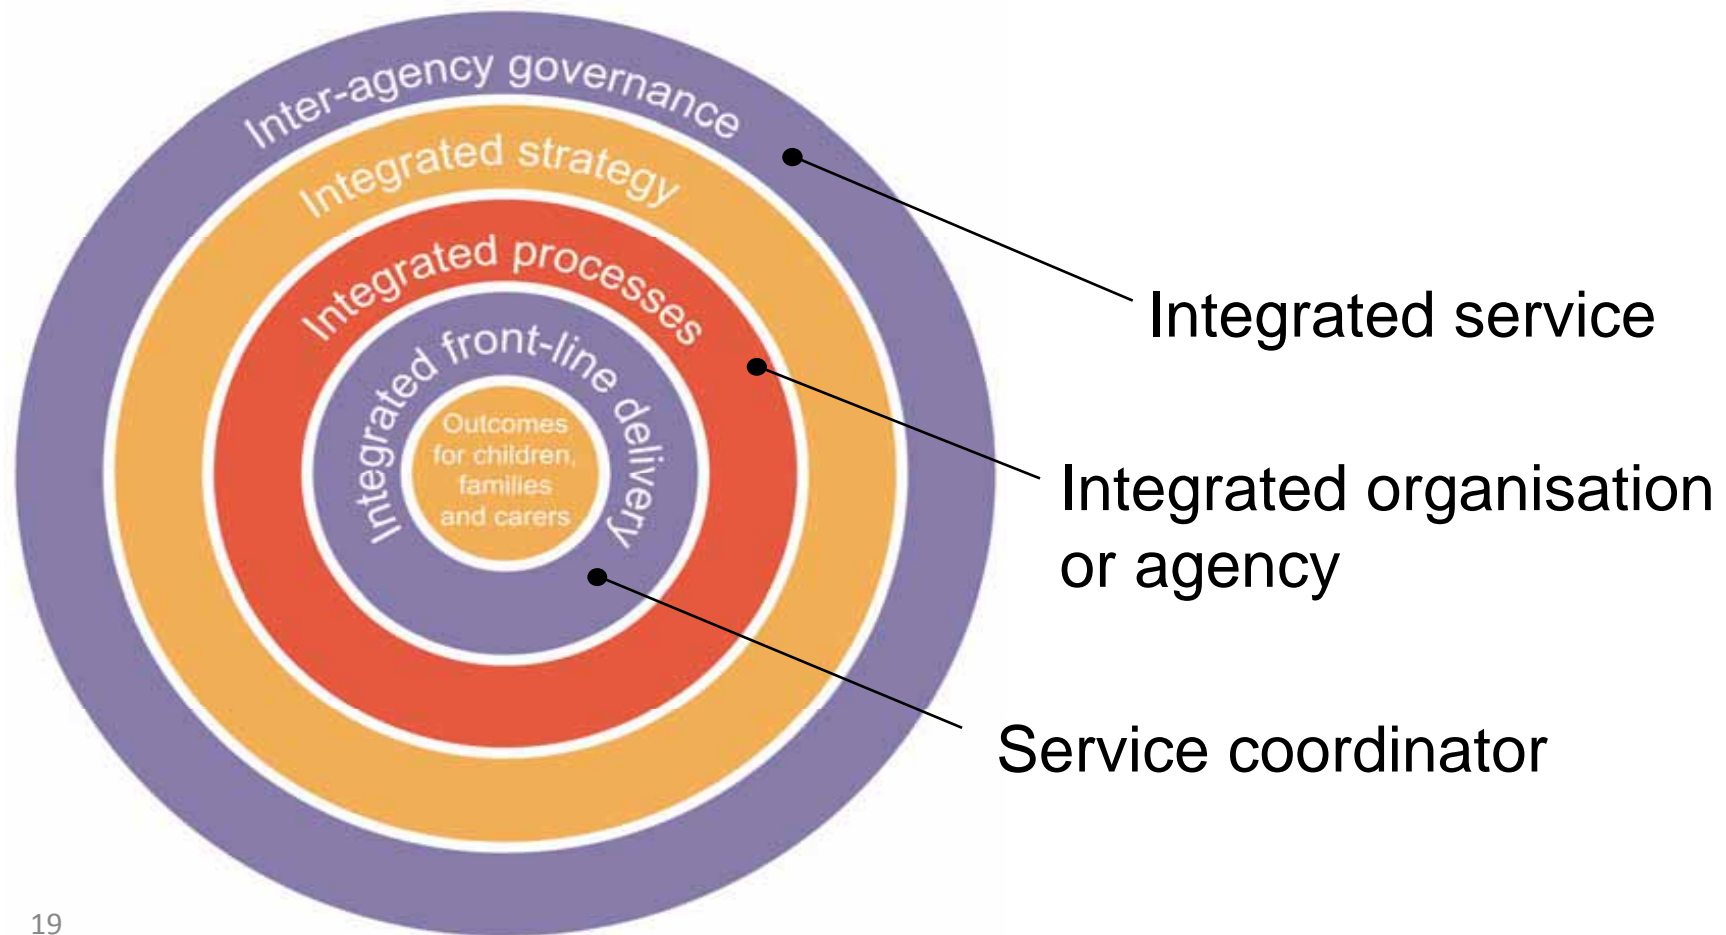 Inter-agency governance
Integrated strategy
Integrated processes
Integrated front-line delivery
Outcomes
for children,
families
and carers
Integrated service
Integrated organisation
or agency
Service coordinator
19